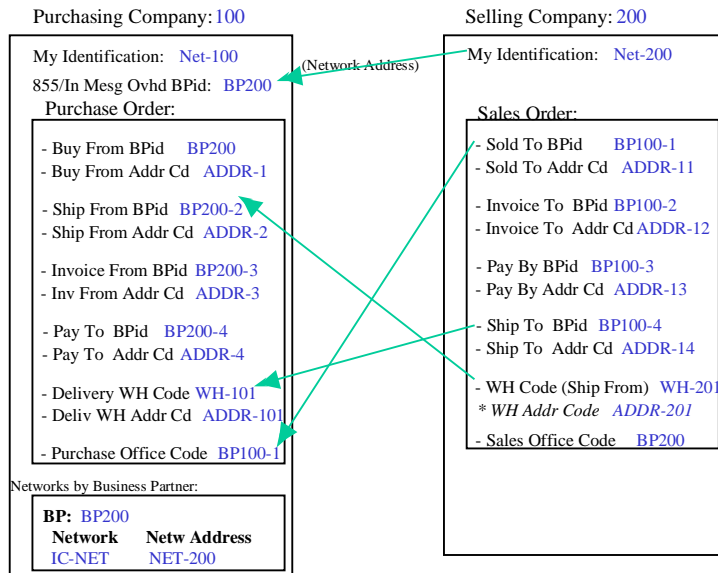 Purchasing Company: 100
My Identification: Net-100
855/In Mesg Ovhd BPid: BP200
Purchase Order:
- Buy From BPid BP200
- Buy From Addr Cd ADDR-1
- Ship From BPid BP200-2
- Ship From Addr Cd ADDR-2
- Invoice From BPid BP200-3
- Inv From Addr Cd ADDR-3
- Pay To BPid BP200-4
- Pay To Addr Cd ADDR-4
- Delivery WH Code WH-101
- Deliv WH Addr Cd ADDR-101
- Purchase Office Code BP100-1
Networks by Business Partner:
BP: BP200
Network Netw Address
IC-NET NET-200
(Network Address)
Selling Company: 200
My Identification: Net-200
Sales Order:
- Sold To BPid BP100-1
- Sold To Addr Cd ADDR-11
- Invoice To BPid BP100-2
- Invoice To Addr Cd ADDR-12
- Pay By BPid BP100-3
- Pay By Addr Cd ADDR-13
- Ship To BPid BP100-4
- Ship To Addr Cd ADDR-14
- WH Code (Ship From) WH-201
* WH Addr Code ADDR-201
- Sales Office Code BP200